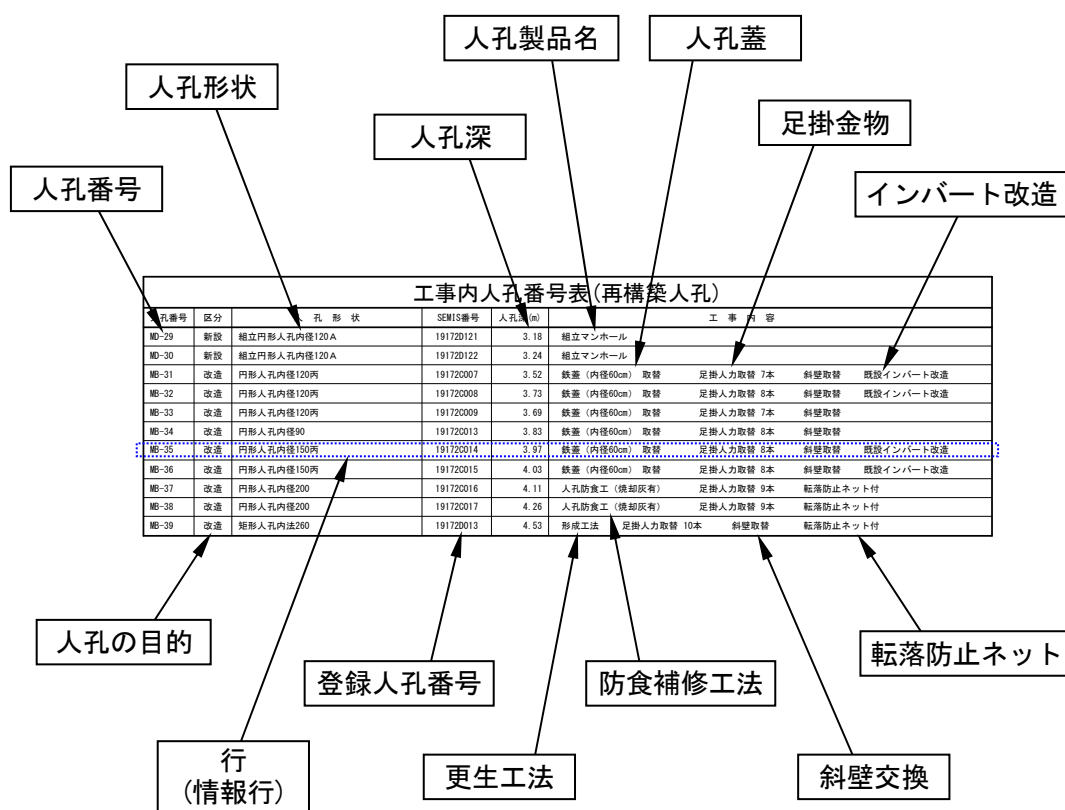 人孔製品名
人孔蓋
人孔形状
人孔深
足掛金物
人孔番号
インバート改造
工事内人孔番号表(再構築人孔)
人孔番号 区分 人 孔 形 状 SEMIS番号 人孔深(m) 工 事 内 容
MD-29 新設 組立円形人孔内径120A 19172D121 3.18 組立マンホール
MD-30 新設 組立円形人孔内径120A 19172D122 3.24 組立マンホール
MB-31 改造 円形人孔内径120丙 19172C007 3.52 鉄蓋(内径60cm) 取替 足掛人力取替 7本 斜壁取替 既設インバート改造
MB-32 改造 円形人孔内径120丙 19172C008 3.73 鉄蓋(内径60cm) 取替 足掛人力取替 8本 斜壁取替 既設インバート改造
MB-33 改造 円形人孔内径120丙 19172C009 3.69 鉄蓋(内径60cm) 取替 足掛人力取替 7本 斜壁取替
MB-34 改造 円形人孔内径90 19172C013 3.83 鉄蓋(内径60cm) 取替 足掛人力取替 8本 斜壁取替
MB-35 改造 円形人孔内径150丙 19172C014 3.97 鉄蓋(内径60cm) 取替 足掛人力取替 8本 斜壁取替 既設インバート改造
MB-36 改造 円形人孔内径150丙 19172C015 4.03 鉄蓋(内径60cm) 取替 足掛人力取替 8本 斜壁取替 既設インバート改造
MB-37 改造 円形人孔内径200 19172C016 4.11 人孔防食工(焼却灰有) 足掛人力取替 9本 転落防止ネット付
MB-38 改造 円形人孔内径200 19172C017 4.26 人孔防食工(焼却灰有) 足掛人力取替 9本 転落防止ネット付
MB-39 改造 矩形人孔内法260 19172D013 4.53 形成工法 足掛人力取替 10本 斜壁取替 転落防止ネット付
人孔の目的
登録人孔番号
防食補修工法
転落防止ネット
行
(情報行)
更生工法
斜壁交換